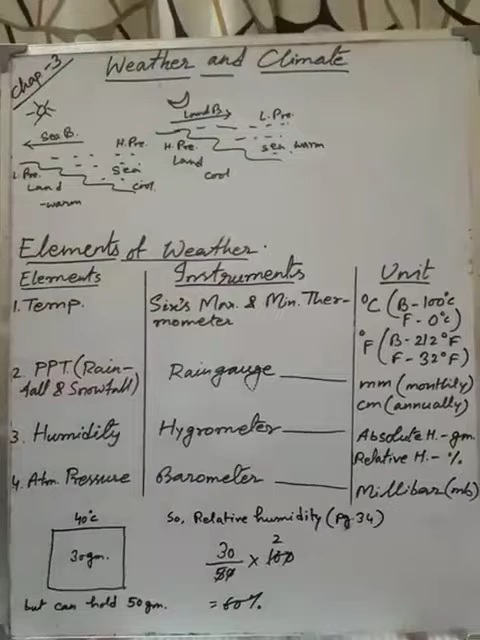 Chap-3
Weather and Climate
Sea B.
H. Pre.
L. Pre.
Land
-warm
Sea
cool
Land B.
L. Pre.
H. Pre.
Land
cool
sea warm
Elements of Weather.
Elements Instruments Unit
1. Temp. Six's Max. & Min. Ther-
mometer
°C (B-100°C
F-0°C)
°F (B-212°F
F-32°F)
2. PPT. (Rain-
fall & Snowfall)
Raingauge
mm (monthly)
cm (annually)
3. Humidity Hygrometer Absolute H.- gm.
Relative H.- %
4. Atm. Pressure Barometer Millibar (mb)
40°C
30gm.
but can hold 50gm.
So, Relative humidity (Pg. 34)
30/50 × 100 2
= 60%